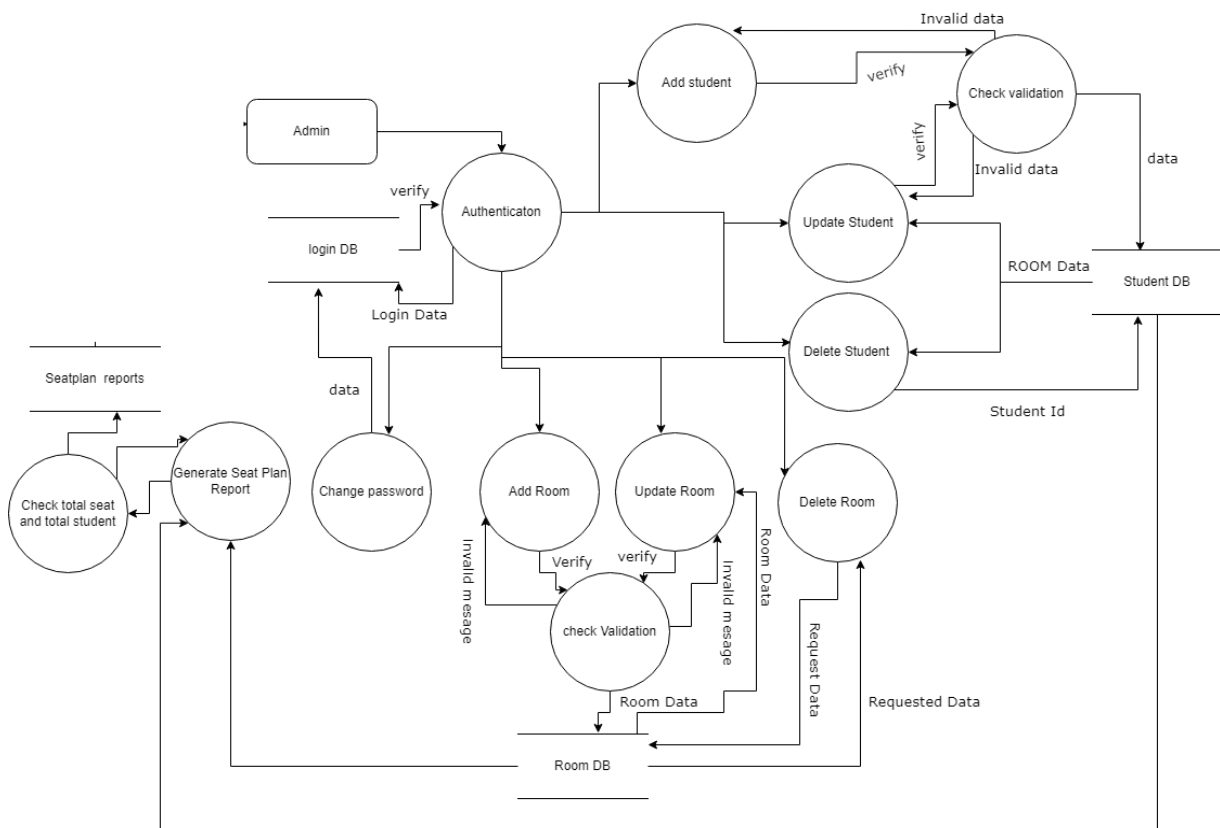 Invalid data
Add student
verify
Check validation
Admin
verify
Invalid data
data
verify
Authenticaton
Update Student
login DB
ROOM Data
Student DB
Login Data
Delete Student
Seatplan  reports
data
Student Id
Generate Seat Plan
Report
Check total seat
and total student
Change password
Add Room
Update Room
Delete Room
Room Data
Invalid mesage
Verify
verify
Invalid mesage
check Validation
Request Data
Room Data
Requested Data
Room DB